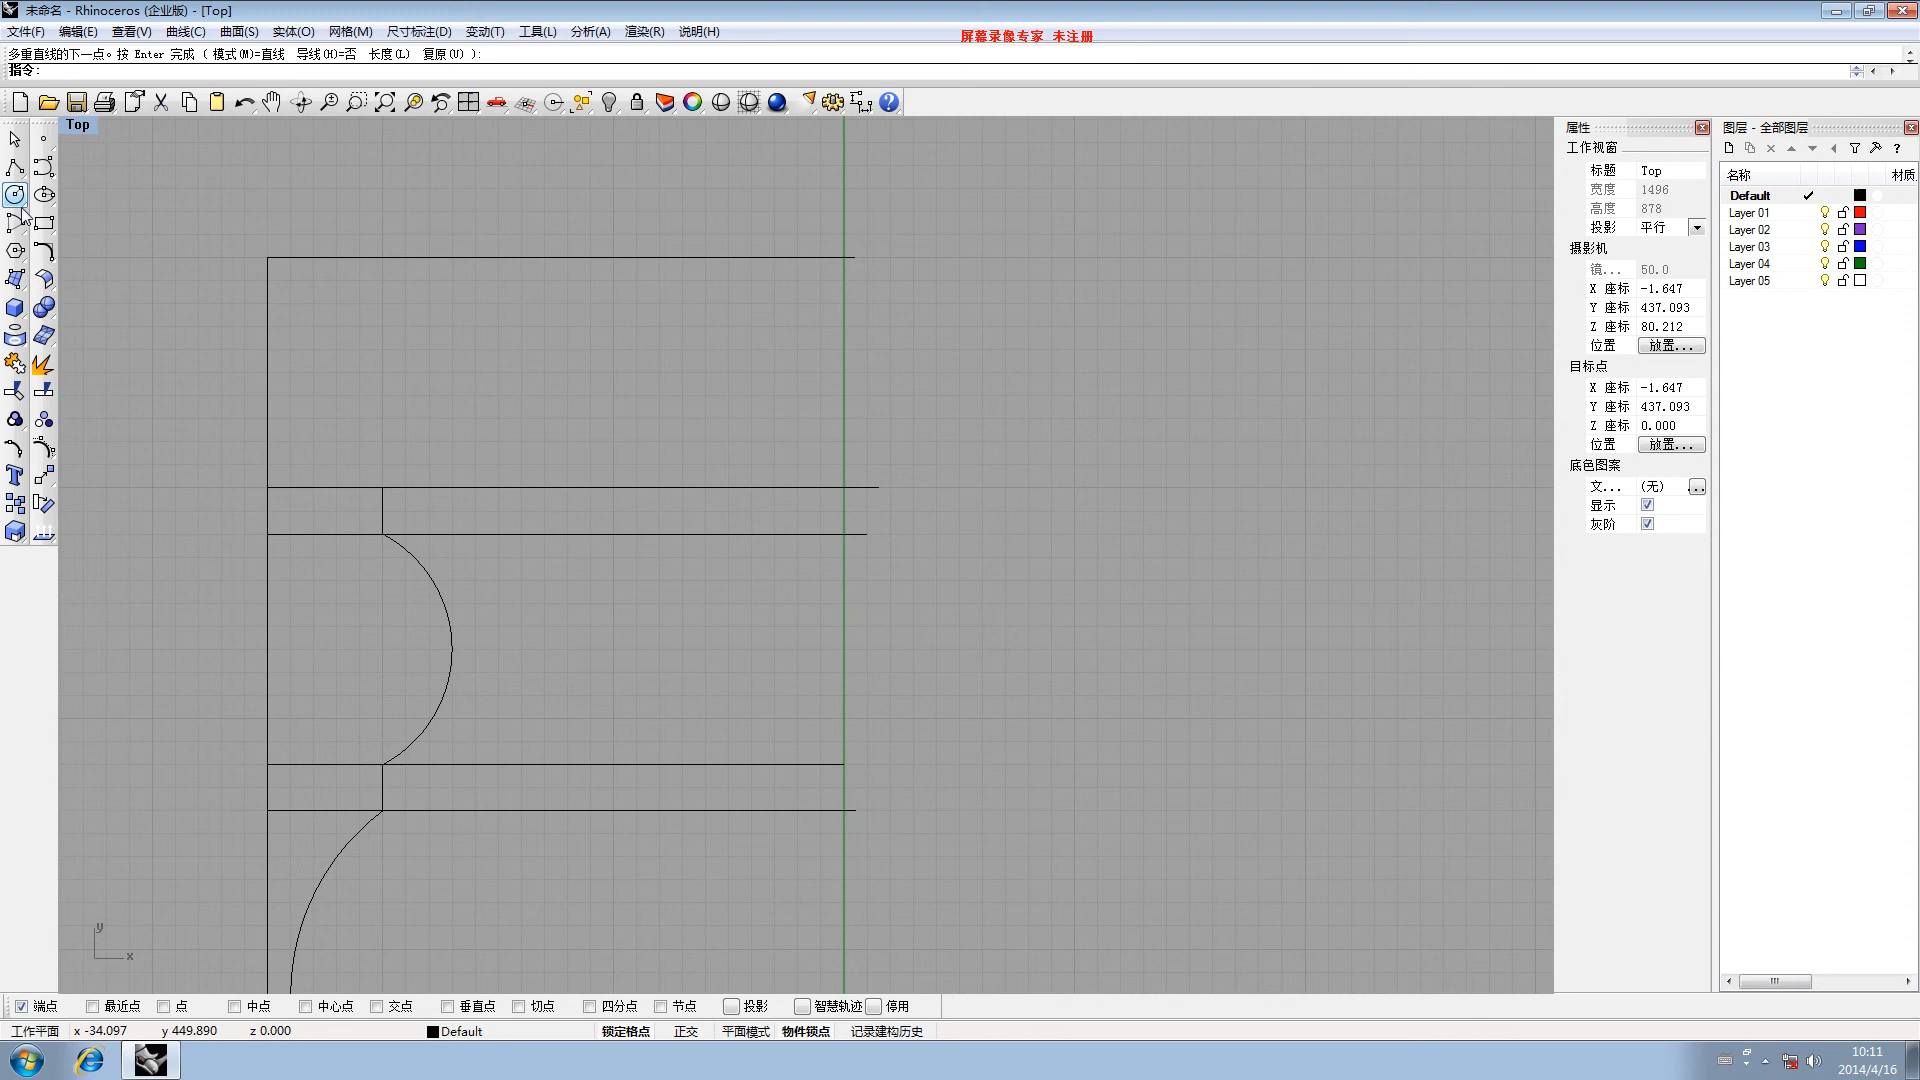 未命名 - Rhinoceros (企业版) - [Top]
文件(F) 编辑(E) 查看(V) 曲线(C) 曲面(S) 实体(O) 网格(M) 尺寸标注(D) 变动(T) 工具(L) 分析(A) 渲染(R) 说明(H)
屏幕录像专家 未注册
多重直线的下一点。按 Enter 完成 ( 模式(M)=直线 导线(H)=否 长度(L) 复原(U) ):
指令:
Top
属性
工作视窗
标题 Top
宽度 1496
高度 878
投影 平行
摄影机
镜... 50.0
X 座标 -1.647
Y 座标 437.093
Z 座标 80.212
位置 放置...
目标点
X 座标 -1.647
Y 座标 437.093
Z 座标 0.000
位置 放置...
底色图案
文... (无) ...
显示
灰阶
图层 - 全部图层
名称 材质
Default
Layer 01
Layer 02
Layer 03
Layer 04
Layer 05
y
x
端点 最近点 点 中点 中心点 交点 垂直点 切点 四分点 节点 投影 智慧轨迹 停用
工作平面 x -34.097 y 449.890 z 0.000 Default 锁定格点 正交 平面模式 物件锁点 记录建构历史
10:11
2014/4/16